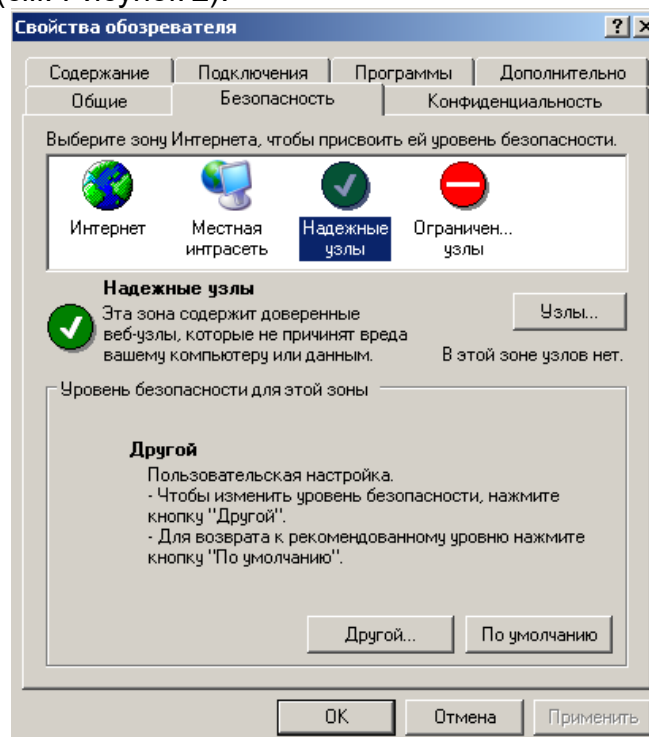 Свойства обозревателя
Содержание Подключения Программы Дополнительно
Общие Безопасность Конфиденциальность
Выберите зону Интернета, чтобы присвоить ей уровень безопасности.
Интернет Местная интрасеть Надежные узлы Ограничен... узлы
Надежные узлы
Эта зона содержит доверенные
веб-узлы, которые не причинят вреда
вашему компьютеру или данным.
Узлы...
В этой зоне узлов нет.
Уровень безопасности для этой зоны
Другой
Пользовательская настройка.
- Чтобы изменить уровень безопасности, нажмите
кнопку "Другой".
- Для возврата к рекомендованному уровню нажмите
кнопку "По умолчанию".
Другой... По умолчанию
OK Отмена Применить